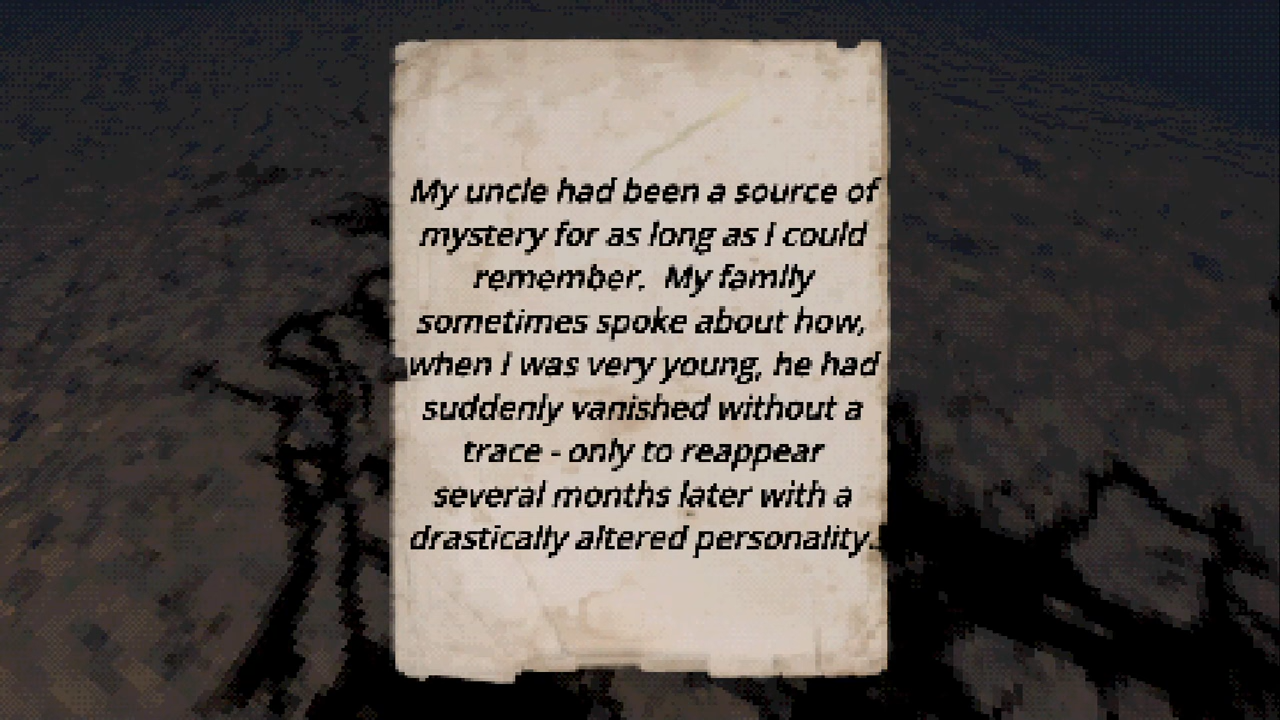 My uncle had been a source of
mystery for as long as I could
remember.  My family
sometimes spoke about how,
when I was very young, he had
suddenly vanished without a
trace - only to reappear
several months later with a
drastically altered personality.